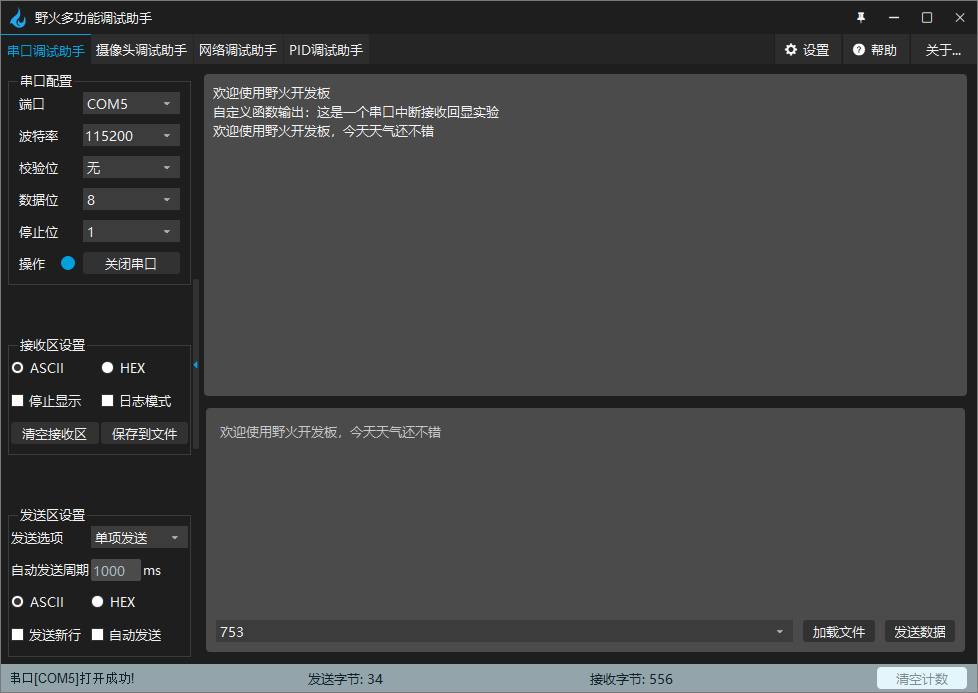 野火多功能调试助手
串口调试助手 摄像头调试助手 网络调试助手 PID调试助手 设置 帮助 关于...
串口配置
端口 COM5
波特率 115200
校验位 无
数据位 8
停止位 1
操作 关闭串口
接收区设置
ASCII HEX
停止显示 日志模式
清空接收区 保存到文件
发送区设置
发送选项 单项发送
自动发送周期 1000 ms
ASCII HEX
发送新行 自动发送
欢迎使用野火开发板
自定义函数输出：这是一个串口中断接收回显实验
欢迎使用野火开发板，今天天气还不错
欢迎使用野火开发板，今天天气还不错
753 加载文件 发送数据
串口[COM5]打开成功! 发送字节: 34 接收字节: 556 清空计数